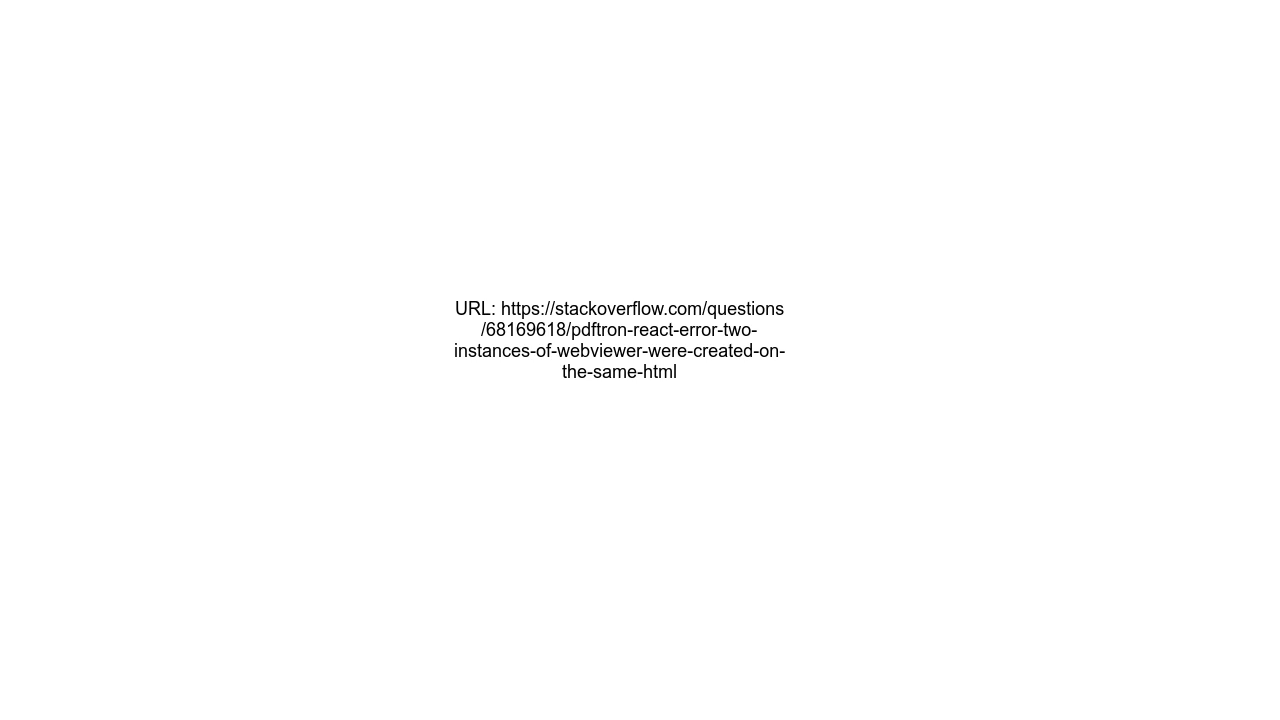 URL: https://stackoverflow.com/questions
/68169618/pdftron-react-error-two-
instances-of-webviewer-were-created-on-
the-same-html